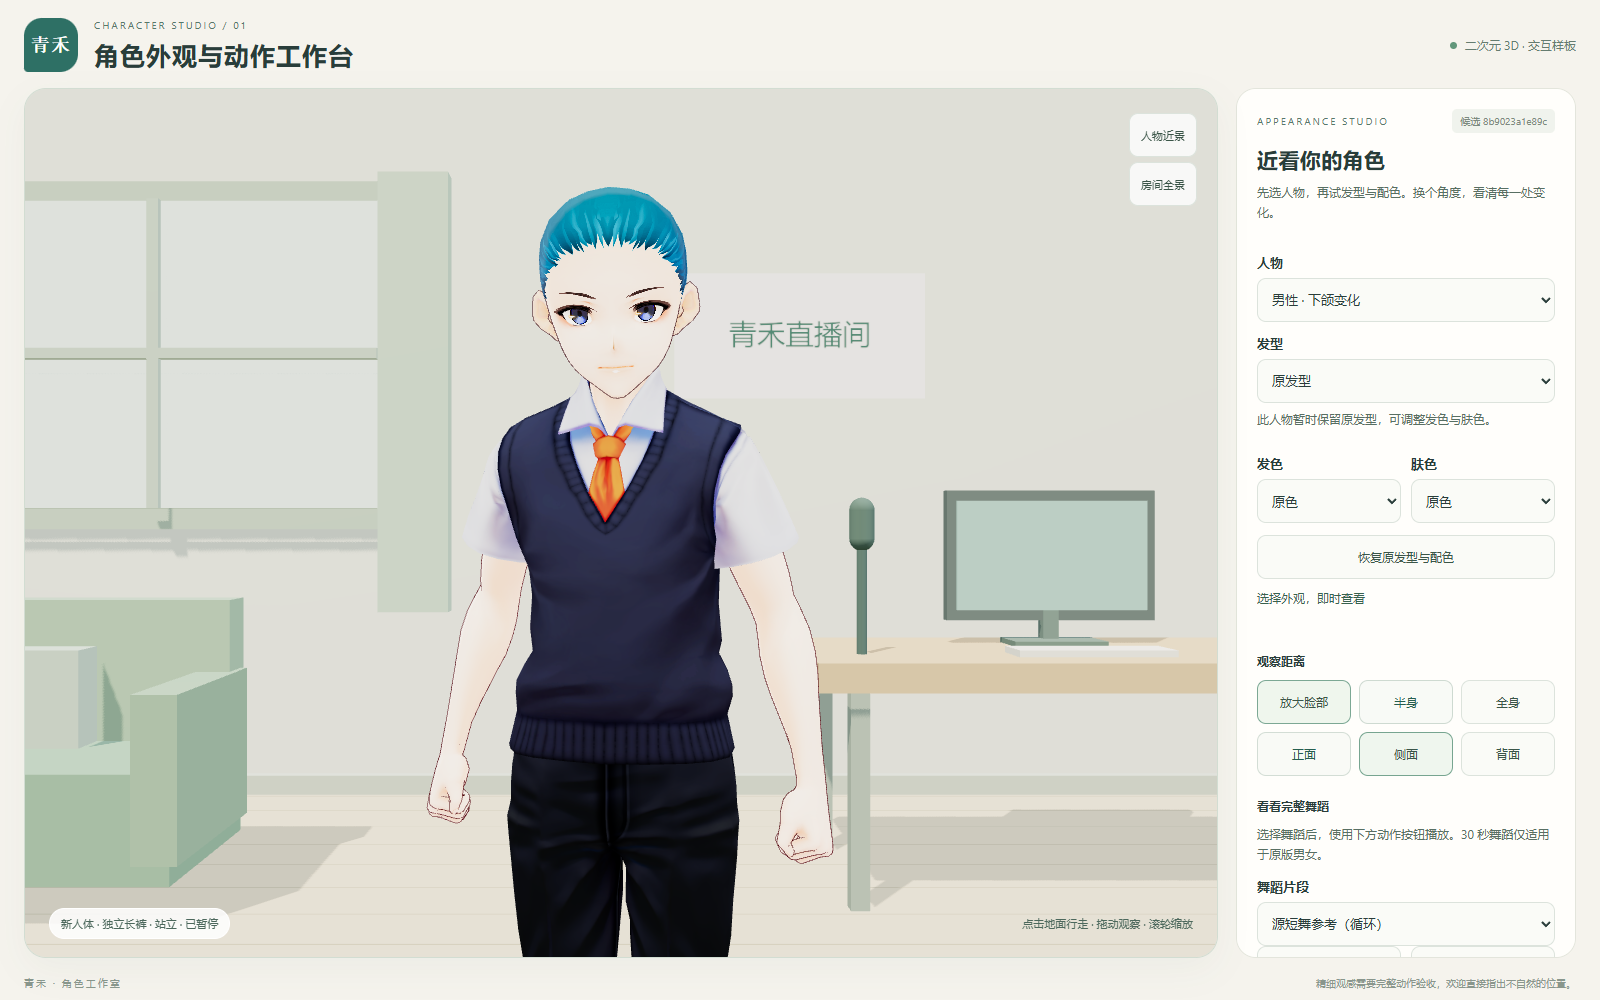 青禾
CHARACTER STUDIO / 01
角色外观与动作工作台
二次元 3D · 交互样板
人物近景
房间全景
青禾直播间
新人体 · 独立长裤 · 站立 · 已暂停
点击地面行走 · 拖动观察 · 滚轮缩放
APPEARANCE STUDIO
候选 8b9023a1e89c
近看你的角色
先选人物，再试发型与配色。换个角度，看清每一处变
化。
人物
男性 · 下颌变化
发型
原发型
此人物暂时保留原发型，可调整发色与肤色。
发色
肤色
原色
原色
恢复原发型与配色
选择外观，即时查看
观察距离
放大脸部
半身
全身
正面
侧面
背面
看看完整舞蹈
选择舞蹈后，使用下方动作按钮播放。30 秒舞蹈仅适用
于原版男女。
舞蹈片段
源短舞参考（循环）
青禾 · 角色工作室
精细观感需要完整动作验收，欢迎直接指出不自然的位置。